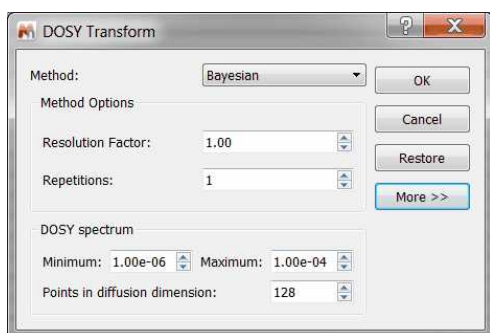 DOSY Transform
Method: Bayesian OK
Method Options
Cancel
Resolution Factor: 1.00
Restore
Repetitions: 1
More >>
DOSY spectrum
Minimum: 1.00e-06 Maximum: 1.00e-04
Points in diffusion dimension: 128